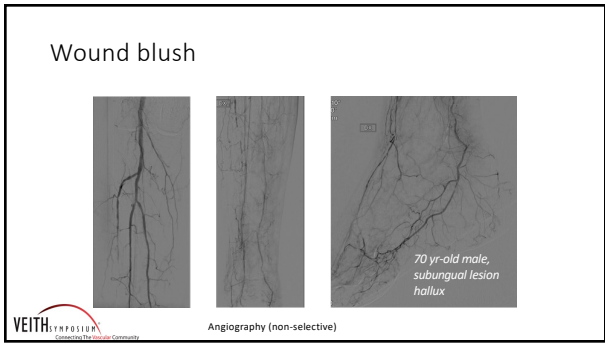 Wound blush
70 yr-old male,
subungual lesion
hallux
VEITH SYMPOSIUM
Connecting The Vascular Community
Angiography (non-selective)